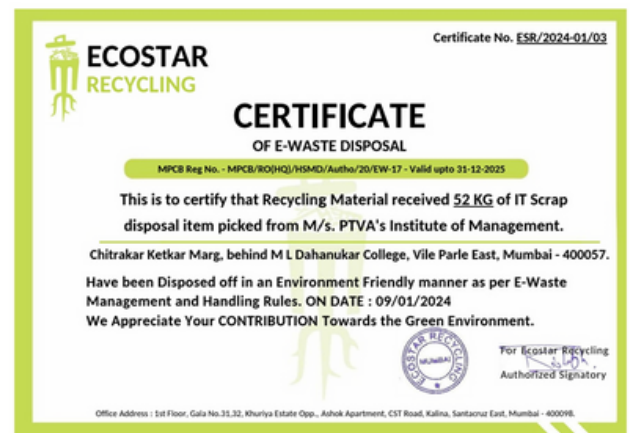 Certificate No. ESR/2024-01/03
ECOSTAR
RECYCLING
CERTIFICATE
OF E-WASTE DISPOSAL
MPCB Reg No. - MPCB/RO(HQ)/HSMD/Autho/20/EW-17 - Valid upto 31-12-2025
This is to certify that Recycling Material received 52 KG of IT Scrap
disposal item picked from M/s. PTVA's Institute of Management.
Chitrakar Ketkar Marg, behind M L Dahanukar College, Vile Parle East, Mumbai - 400057.
Have been Disposed off in an Environment Friendly manner as per E-Waste
Management and Handling Rules. ON DATE : 09/01/2024
We Appreciate Your CONTRIBUTION Towards the Green Environment.
ECOSTAR RECYCLING
MUMBAI
For Ecostar Recycling
Authorized Signatory
Office Address : 1st Floor, Gala No.31,32, Khuriya Estate Opp., Ashok Apartment, CST Road, Kalina, Santacruz East, Mumbai - 400098.